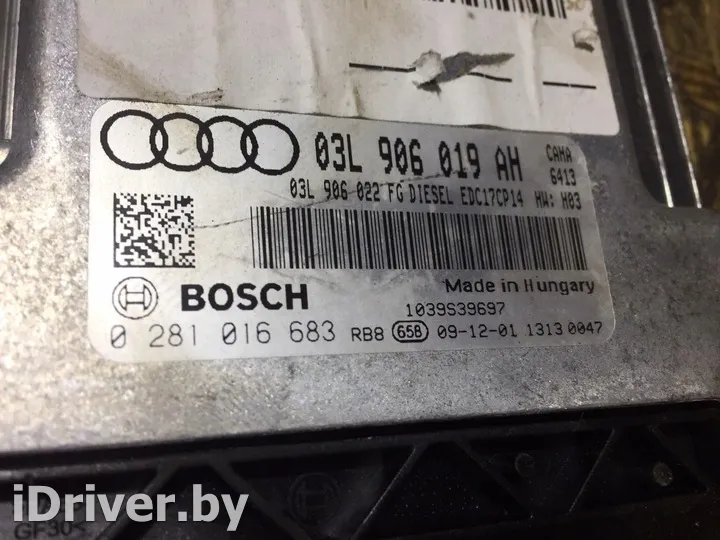 03L 906 019 AH CAMA
6413
03L 906 022 FG DIESEL EDC17CP14 HW: H03
Made in Hungary
BOSCH
1039S39697
0 281 016 683 RB8 65B 09-12-01 1313 0047
iDriver.by